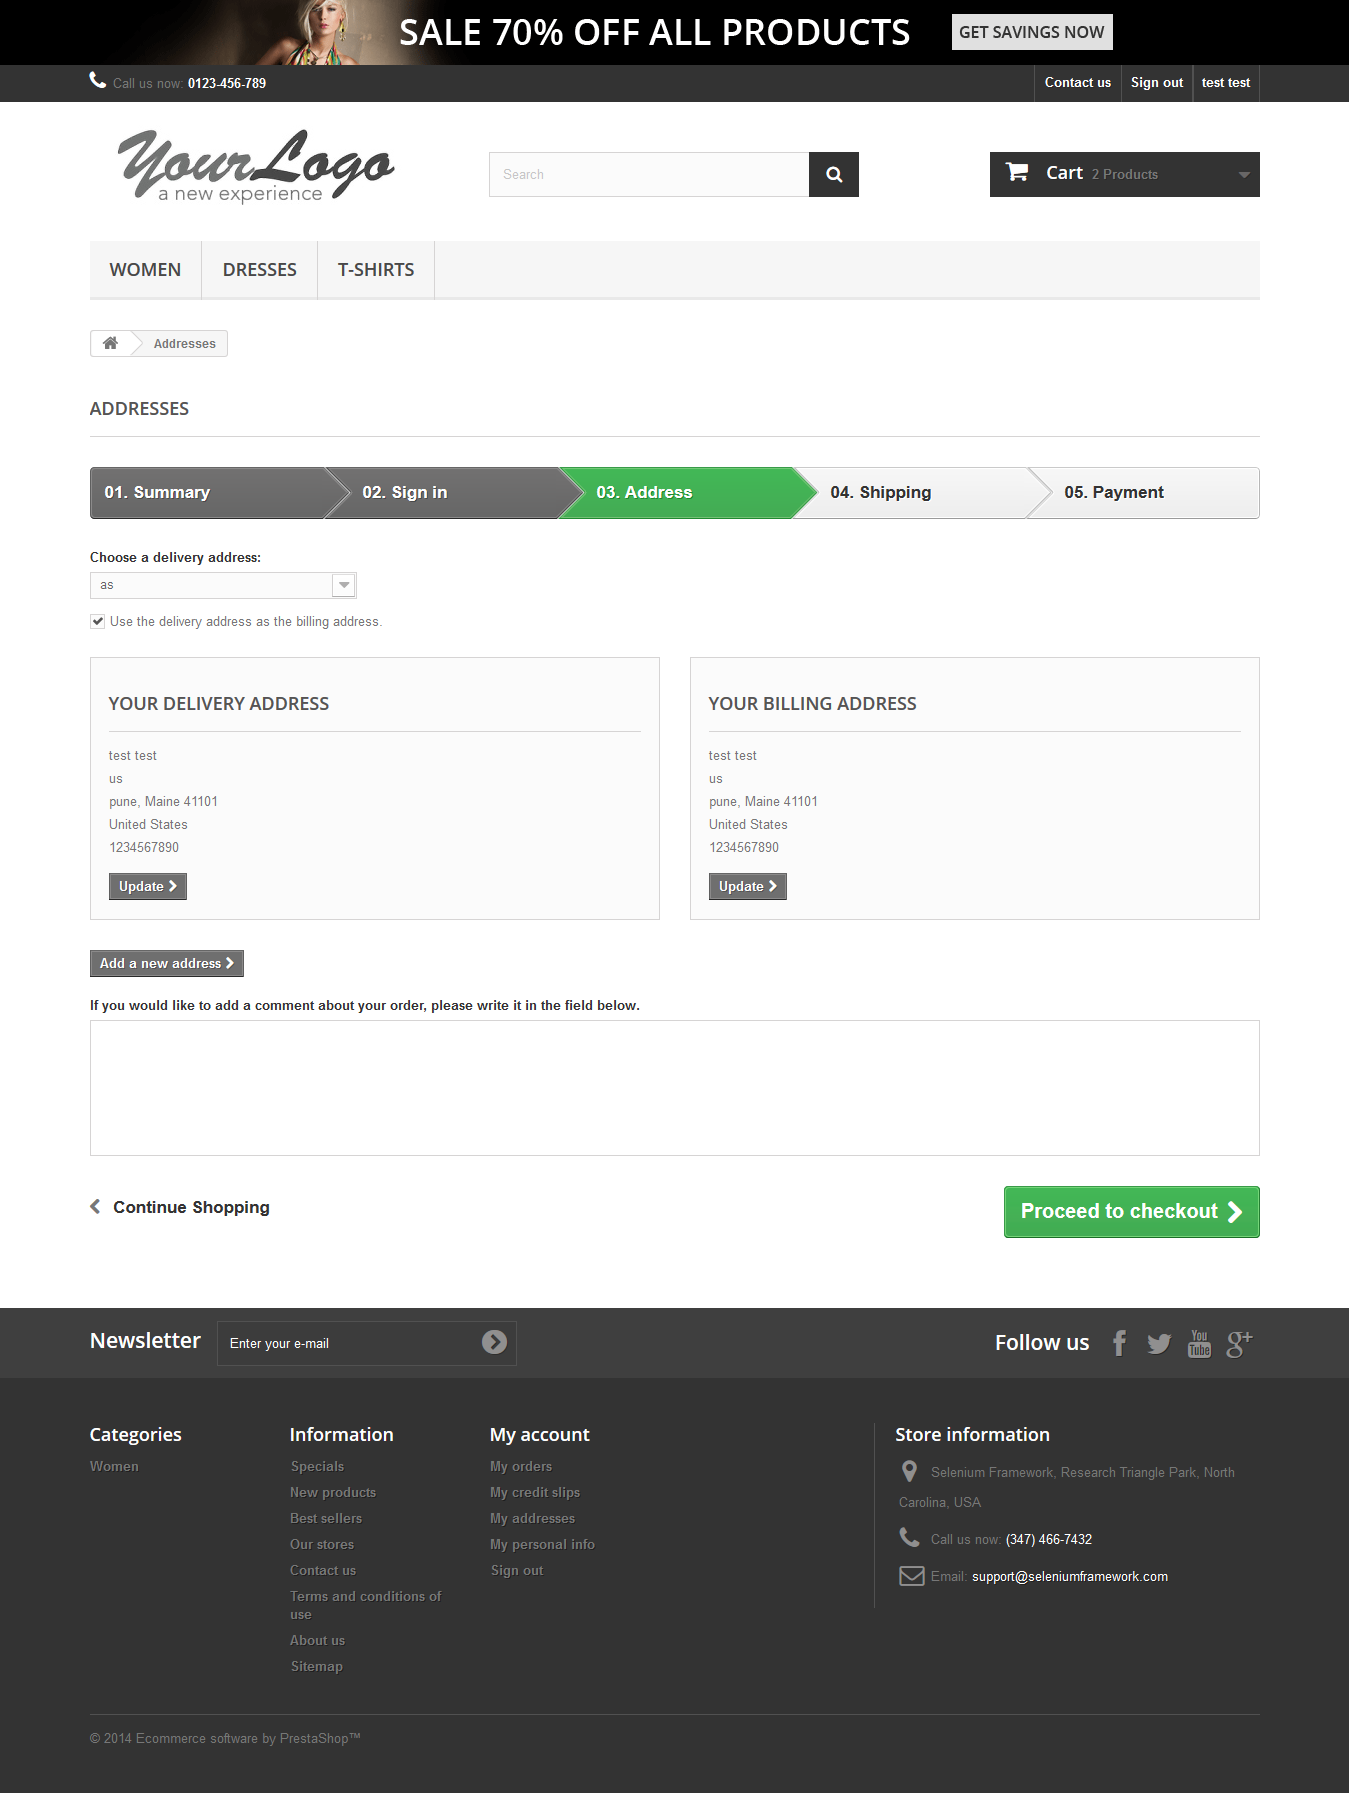 SALE 70% OFF ALL PRODUCTS GET SAVINGS NOW
Call us now: 0123-456-789 Contact us Sign out test test
YourLogo
a new experience
Search
Cart 2 Products
WOMEN DRESSES T-SHIRTS
Addresses
ADDRESSES
01. Summary 02. Sign in 03. Address 04. Shipping 05. Payment
Choose a delivery address:
as
Use the delivery address as the billing address.
YOUR DELIVERY ADDRESS
test test
us
pune, Maine 41101
United States
1234567890
Update
YOUR BILLING ADDRESS
test test
us
pune, Maine 41101
United States
1234567890
Update
Add a new address
If you would like to add a comment about your order, please write it in the field below.
Continue Shopping Proceed to checkout
Newsletter Enter your e-mail Follow us You Tube
Categories
Women
Information
Specials
New products
Best sellers
Our stores
Contact us
Terms and conditions of
use
About us
Sitemap
My account
My orders
My credit slips
My addresses
My personal info
Sign out
Store information
Selenium Framework, Research Triangle Park, North
Carolina, USA
Call us now: (347) 466-7432
Email: support@seleniumframework.com
© 2014 Ecommerce software by PrestaShop™